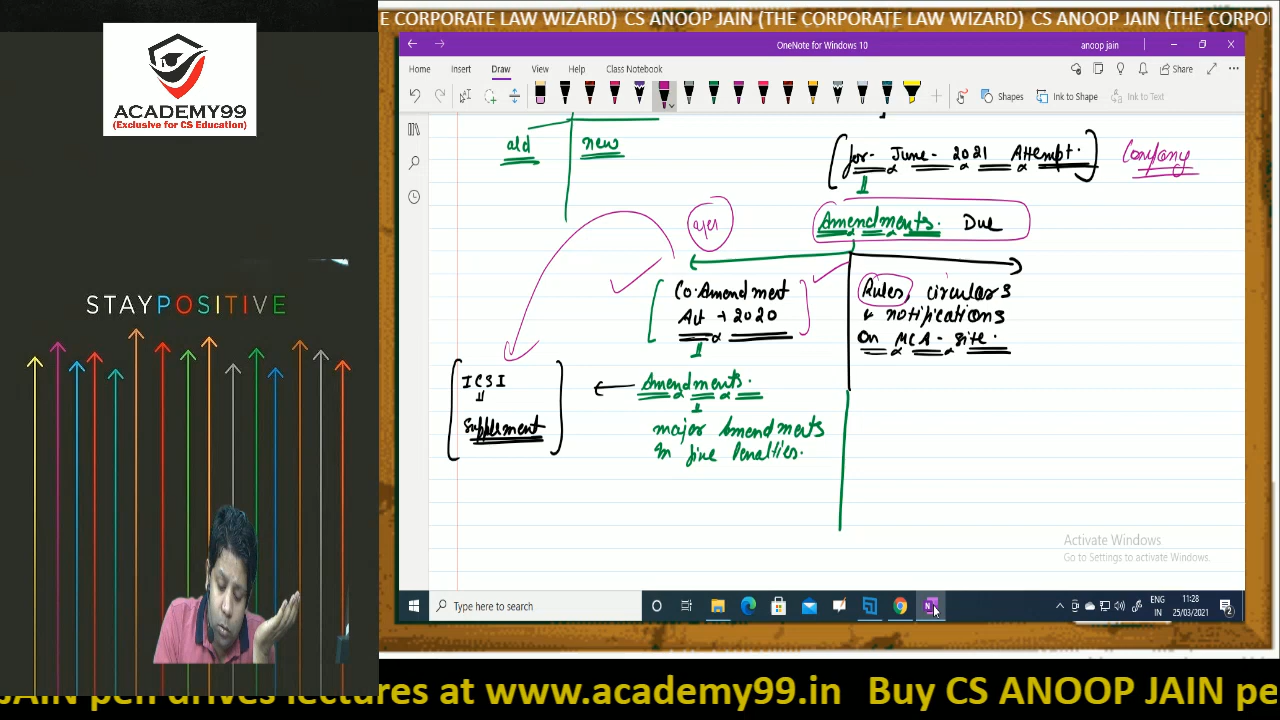 E CORPORATE LAW WIZARD) CS ANOOP JAIN (THE CORPORATE LAW WIZARD) CS ANOOP JAIN (THE CORPO
ACADEMY99
(Exclusive for CS Education)
STAYPOSITIVE
OneNote for Windows 10
anoop jain
Home Insert Draw View Help Class Notebook
Share
Shapes Ink to Shape Ink to Text
old new
for June - 2021 Attempt. Company
Amendments. Due
Co. Amendment
Act → 2020
Rules, circulars
& notifications
On MCA - site.
ICSI
Supplement
Amendments.
major Amendments
In fine Penalties.
Activate Windows
Go to Settings to activate Windows.
Type here to search
ENG
IN
11:28
25/03/2021
2
JAIN pen drives lectures at www.academy99.in Buy CS ANOOP JAIN pe